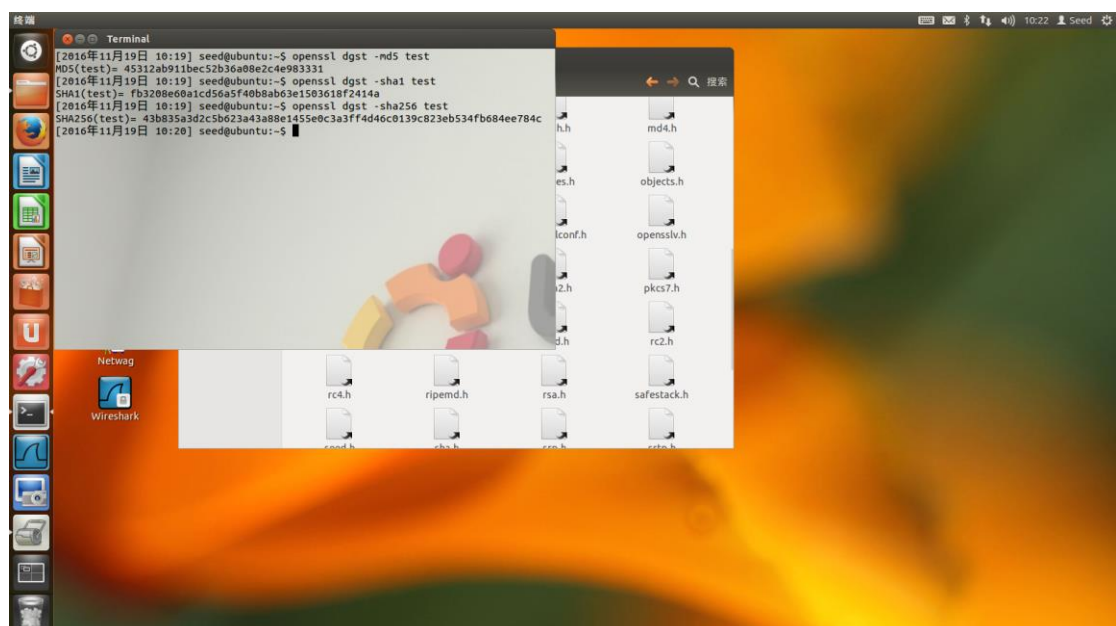 终端
10:22 Seed
Terminal
[2016年11月19日 10:19] seed@ubuntu:~$ openssl dgst -md5 test
MD5(test)= 45312ab911bec52b36a08e2c4e983331
[2016年11月19日 10:19] seed@ubuntu:~$ openssl dgst -sha1 test
SHA1(test)= fb3208e60a1cd56a5f40b8ab63e1503618f2414a
[2016年11月19日 10:19] seed@ubuntu:~$ openssl dgst -sha256 test
SHA256(test)= 43b835a3d2c5b623a43a88e1455e0c3a3ff4d46c0139c823eb534fb684ee784c
[2016年11月19日 10:20] seed@ubuntu:~$
搜索
h.h md4.h
es.h objects.h
lconf.h opensslv.h
2.h pkcs7.h
d.h rc2.h
Netwag
rc4.h ripemd.h rsa.h safestack.h
Wireshark